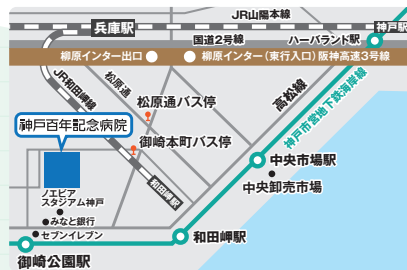 JR山陽本線
兵庫駅
神戸駅
国道2号線
ハーバランド駅
柳原インター出口
柳原インター(東行入口)
阪神高速3号線
JR和田岬線
松原通
松原通バス停
高松線
神戸市営地下鉄海岸線
神戸百年記念病院
御崎本町バス停
中央市場駅
中央卸売市場
ノエビア
スタジアム神戸
和田岬駅
みなと銀行
セブンイレブン
和田岬駅
御崎公園駅